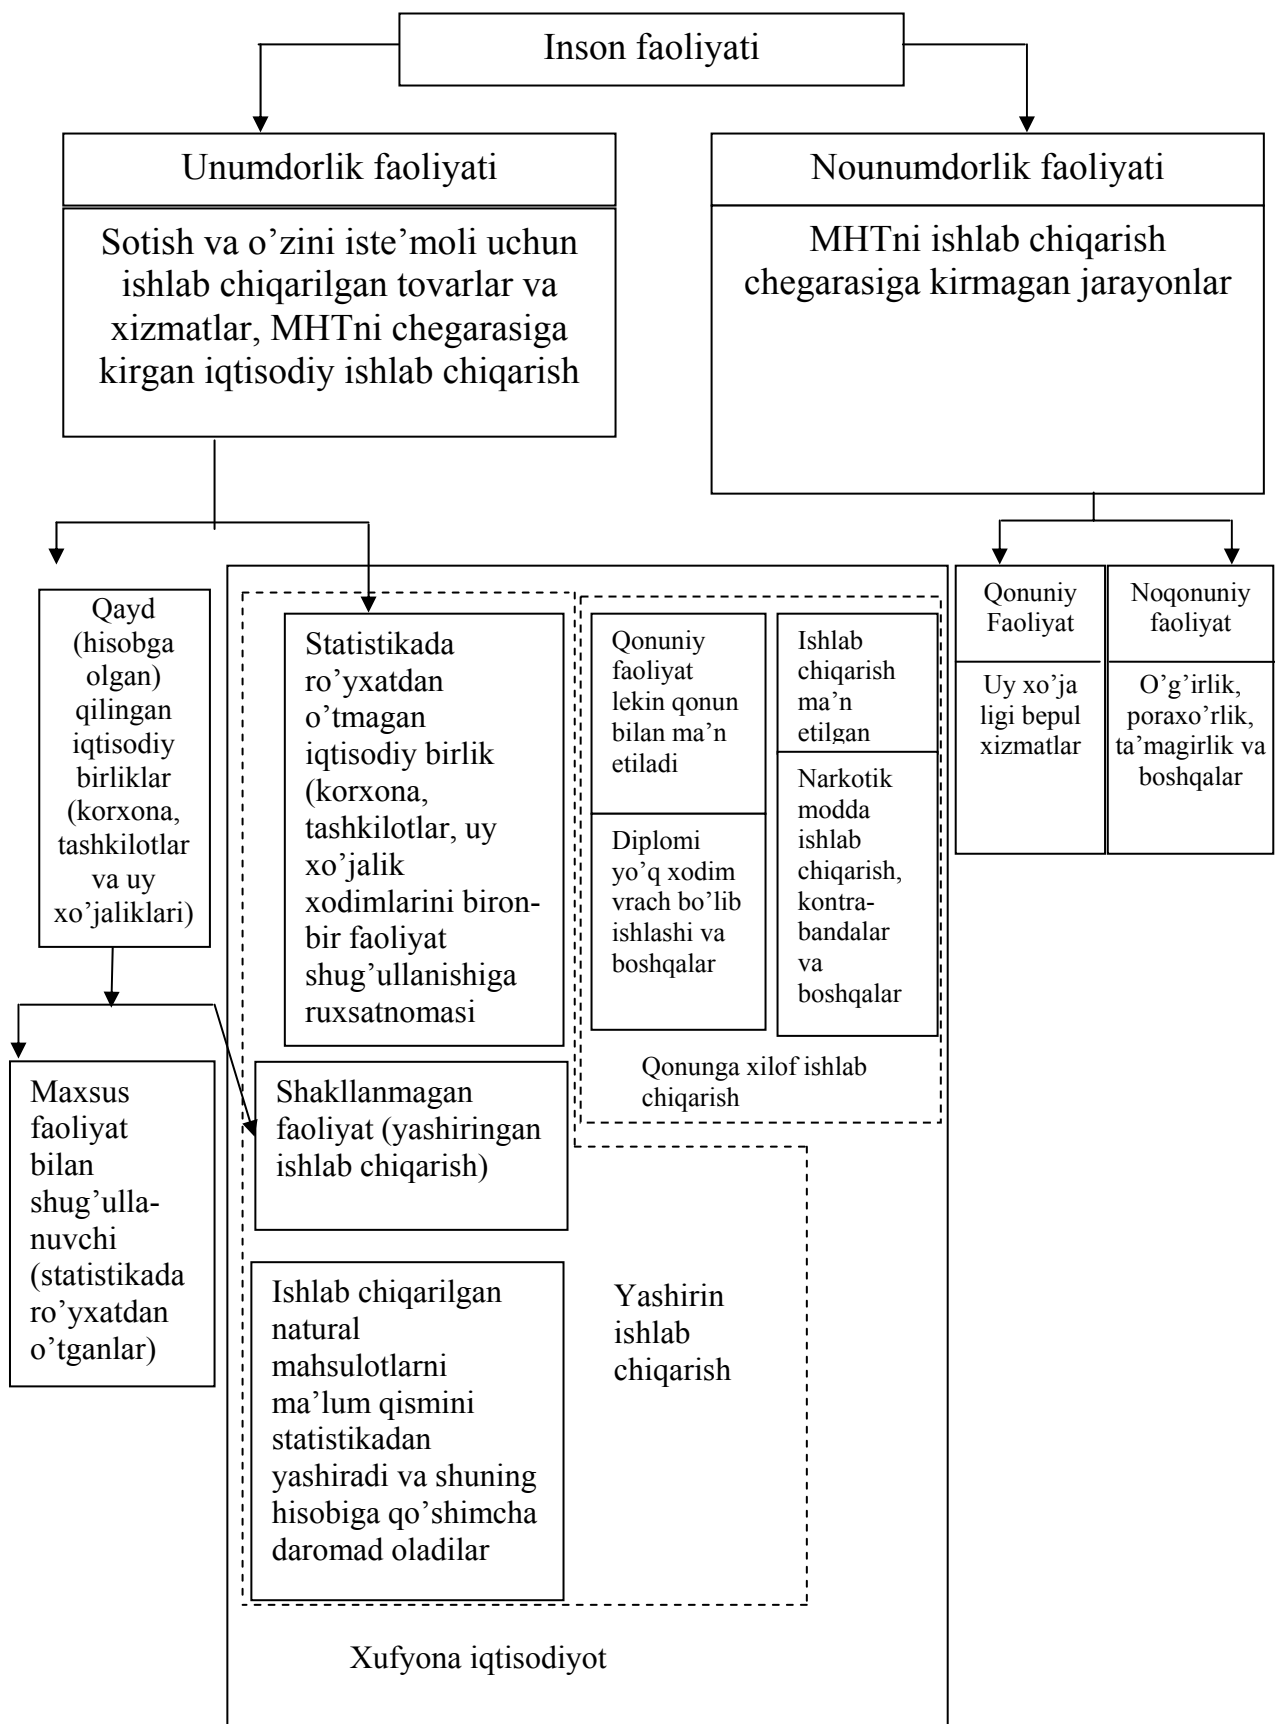 Inson faoliyati
Unumdorlik faoliyati
Sotish va o’zini iste’moli uchun
ishlab chiqarilgan tovarlar va
xizmatlar, MHTni chegarasiga
kirgan iqtisodiy ishlab chiqarish
Nounumdorlik faoliyati
MHTni ishlab chiqarish
chegarasiga kirmagan jarayonlar
Qayd
(hisobga
olgan)
qilingan
iqtisodiy
birliklar
(korxona,
tashkilotlar
va uy
xo’jaliklari)
Statistikada
ro’yxatdan
o’tmagan
iqtisodiy birlik
(korxona,
tashkilotlar, uy
xo’jalik
xodimlarini biron-
bir faoliyat
shug’ullanishiga
ruxsatnomasi
Qonuniy
faoliyat
lekin qonun
bilan ma’n
etiladi
Diplomi
yo’q xodim
vrach bo’lib
ishlashi va
boshqalar
Ishlab
chiqarish
ma’n
etilgan
Narkotik
modda
ishlab
chiqarish,
kontra-
bandalar
va
boshqalar
Qonunga xilof ishlab
chiqarish
Qonuniy
Faoliyat
Uy xo’ja
ligi bepul
xizmatlar
Noqonuniy
faoliyat
O’g’irlik,
poraxo’rlik,
ta’magirlik va
boshqalar
Maxsus
faoliyat
bilan
shug’ulla-
nuvchi
(statistikada
ro’yxatdan
o’tganlar)
Shakllanmagan
faoliyat (yashiringan
ishlab chiqarish)
Ishlab chiqarilgan
natural
mahsulotlarni
ma’lum qismini
statistikadan
yashiradi va shuning
hisobiga qo’shimcha
daromad oladilar
Yashirin
ishlab
chiqarish
Xufyona iqtisodiyot